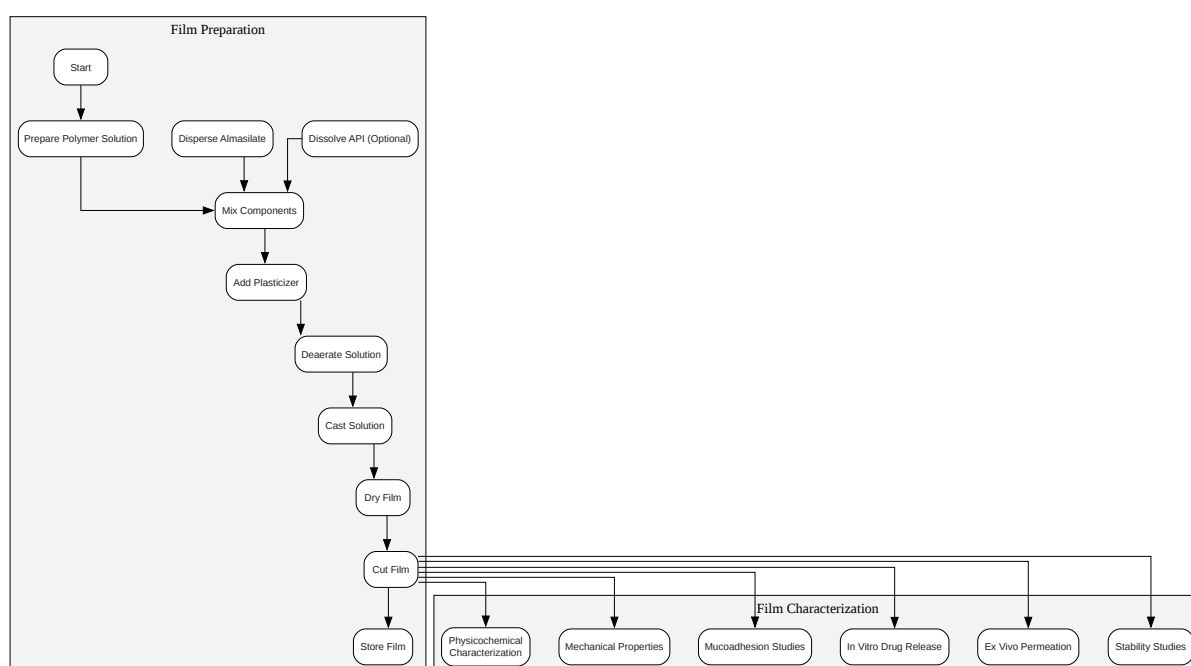 Film Preparation
Start
Prepare Polymer Solution
Disperse Almasilate
Dissolve API (Optional)
Mix Components
Add Plasticizer
Deaerate Solution
Cast Solution
Dry Film
Cut Film
Store Film
Film Characterization
Physicochemical
Characterization
Mechanical Properties
Mucoadhesion Studies
In Vitro Drug Release
Ex Vivo Permeation
Stability Studies